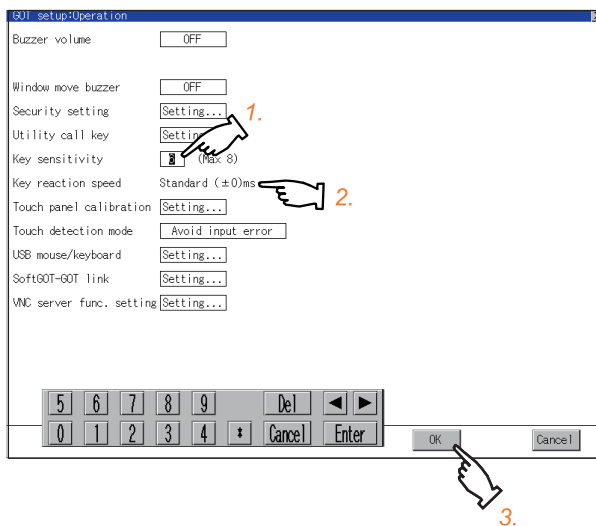 GOT setup:Operation
Buzzer volume OFF
Window move buzzer OFF
Security setting Setting... 1.
Utility call key Setting
Key sensitivity (Max 8)
Key reaction speed Standard (±0)ms 2.
Touch panel calibration Setting...
Touch detection mode Avoid input error
USB mouse/keyboard Setting...
SoftGOT-GOT link Setting...
VNC server func. setting Setting...
5 6 7 8 9 Del ◀ ▶
0 1 2 3 4 Cancel Enter
OK Cancel
3.